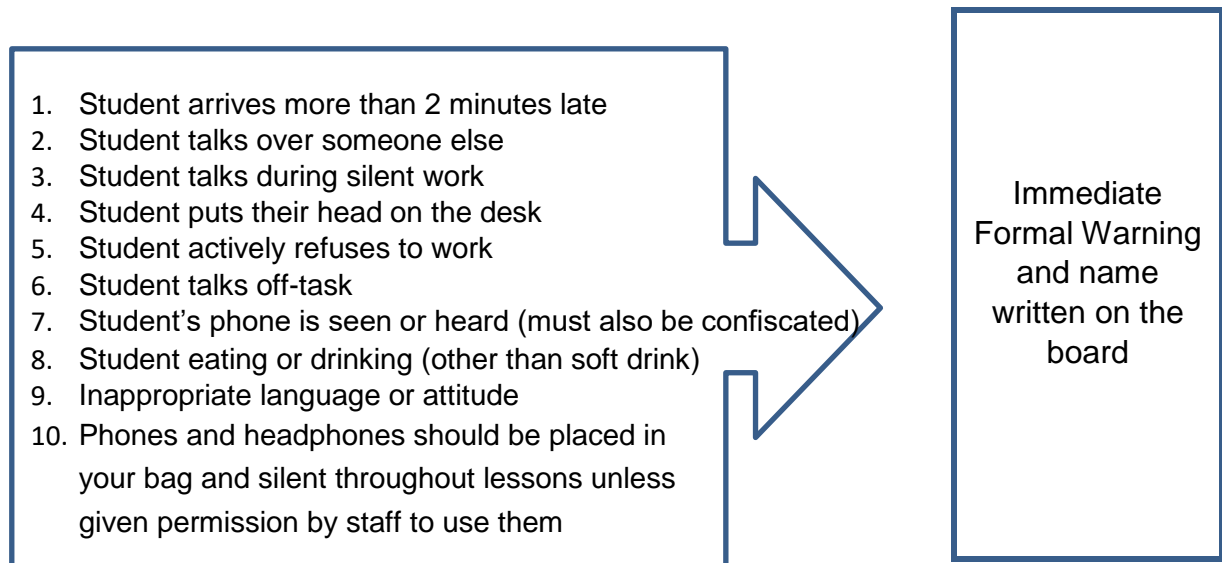 1. Student arrives more than 2 minutes late
2. Student talks over someone else
3. Student talks during silent work
4. Student puts their head on the desk
5. Student actively refuses to work
6. Student talks off-task
7. Student’s phone is seen or heard (must also be confiscated)
8. Student eating or drinking (other than soft drink)
9. Inappropriate language or attitude
10. Phones and headphones should be placed in
your bag and silent throughout lessons unless
given permission by staff to use them
Immediate
Formal Warning
and name
written on the
board